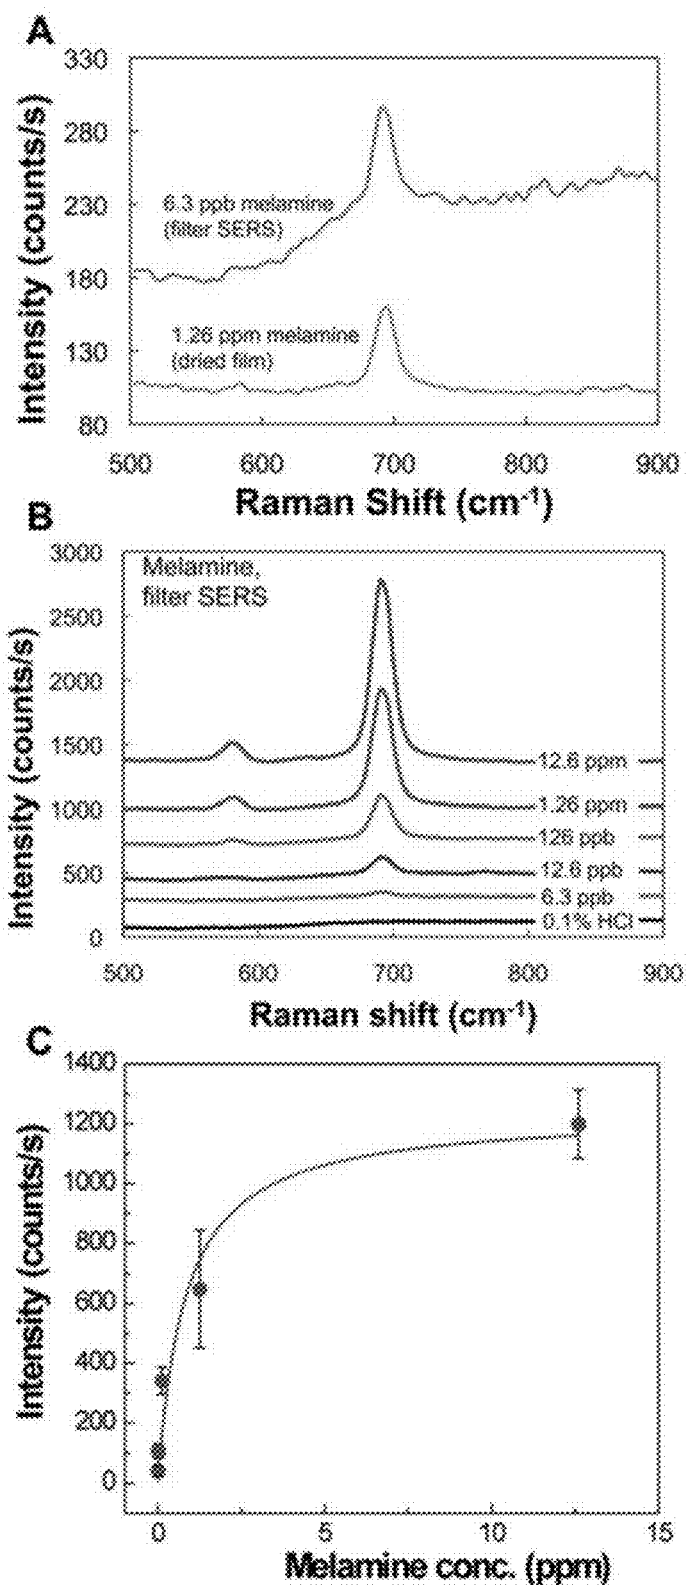 A
330
280
230
180
130
80
Intensity (counts/s)
6.3 ppb melamine
(filter SERS)
1.26 ppm melamine
(dried film)
500 600 700 800 900
Raman Shift (cm-1)
B
3000
2500
2000
1500
1000
500
0
Intensity (counts/s)
Melamine,
filter SERS
12.6 ppm
1.26 ppm
126 ppb
12.6 ppb
6.3 ppb
0.1% HCl
500 600 700 800 900
Raman shift (cm-1)
C
1400
1200
1000
800
600
400
200
0
Intensity (counts/s)
0 5 10 15
Melamine conc. (ppm)